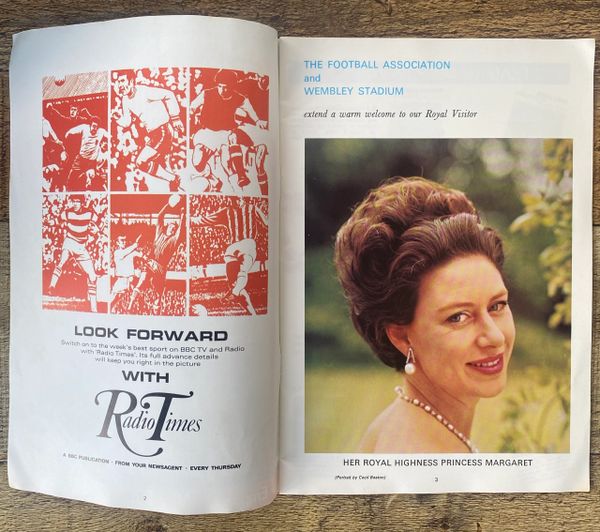 LOOK FORWARD
Switch on to the week's best sport on BBC TV and Radio
with 'Radio Times'. Its full advance details
will keep you right in the picture
WITH
Radio Times
A BBC PUBLICATION · FROM YOUR NEWSAGENT · EVERY THURSDAY
2
THE FOOTBALL ASSOCIATION
and
WEMBLEY STADIUM
extend a warm welcome to our Royal Visitor
HER ROYAL HIGHNESS PRINCESS MARGARET
(Portrait by Cecil Beaton)
3